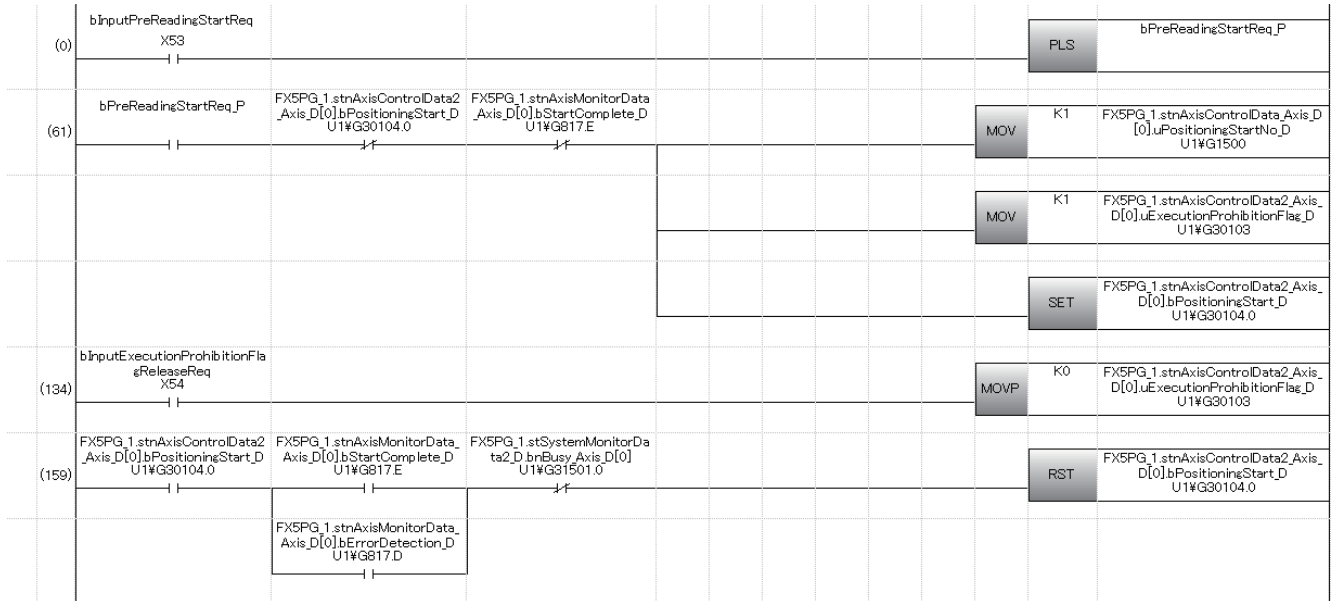 bInputPreReadingStartReq
X53
(0)
PLS
bPreReadingStartReq_P
bPreReadingStartReq_P
FX5PG_1.stnAxisControlData2
_Axis_D[0].bPositioningStart_D
U1¥G30104.0
FX5PG_1.stnAxisMonitorData
_Axis_D[0].bStartComplete_D
U1¥G817.E
(61)
MOV
K1
FX5PG_1.stnAxisControlData_Axis_D
[0].uPositioningStartNo_D
U1¥G1500
MOV
K1
FX5PG_1.stnAxisControlData2_Axis_
D[0].uExecutionProhibitionFlag_D
U1¥G30103
SET
FX5PG_1.stnAxisControlData2_Axis_
D[0].bPositioningStart_D
U1¥G30104.0
bInputExecutionProhibitionFla
gReleaseReq
X54
(134)
MOVP
K0
FX5PG_1.stnAxisControlData2_Axis_
D[0].uExecutionProhibitionFlag_D
U1¥G30103
FX5PG_1.stnAxisControlData2
_Axis_D[0].bPositioningStart_D
U1¥G30104.0
FX5PG_1.stnAxisMonitorData_
Axis_D[0].bStartComplete_D
U1¥G817.E
FX5PG_1.stSystemMonitorDa
ta2_D.bnBusy_Axis_D[0]
U1¥G31501.0
(159)
RST
FX5PG_1.stnAxisControlData2_Axis_
D[0].bPositioningStart_D
U1¥G30104.0
FX5PG_1.stnAxisMonitorData_
Axis_D[0].bErrorDetection_D
U1¥G817.D